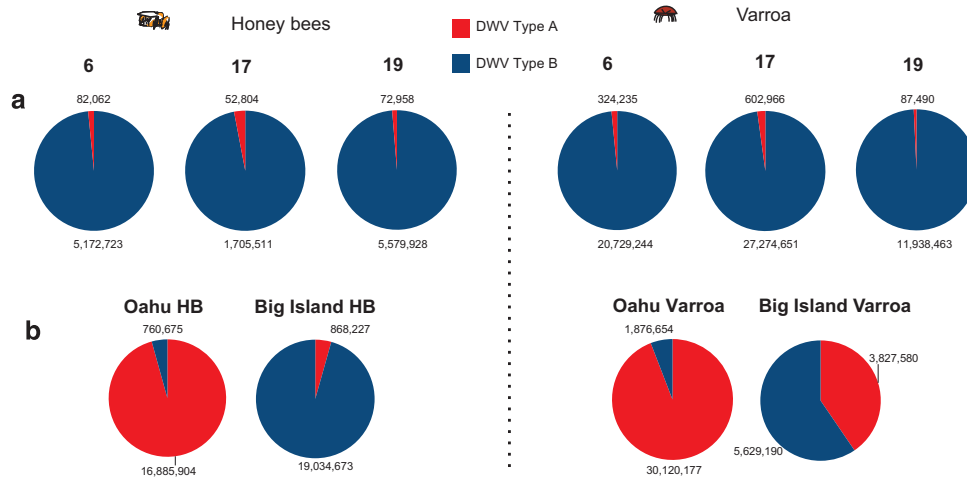 Honey bees
DWV Type A
DWV Type B
Varroa
6
17
19
6
17
19
a
82,062
52,804
72,958
324,235
602,966
87,490
5,172,723
1,705,511
5,579,928
20,729,244
27,274,651
11,938,463
b
Oahu HB
Big Island HB
Oahu Varroa
Big Island Varroa
760,675
868,227
1,876,654
3,827,580
16,885,904
19,034,673
30,120,177
5,629,190